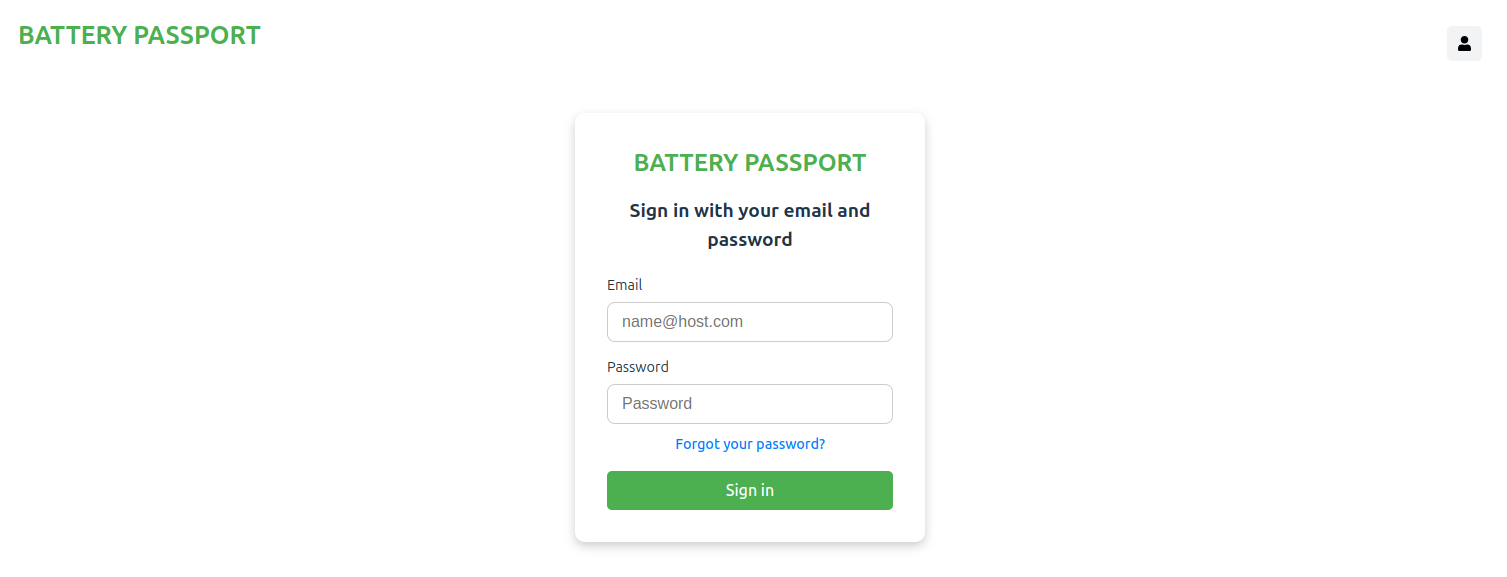 BATTERY PASSPORT
BATTERY PASSPORT
Sign in with your email and
password
Email
name@host.com
Password
Password
Forgot your password?
Sign in